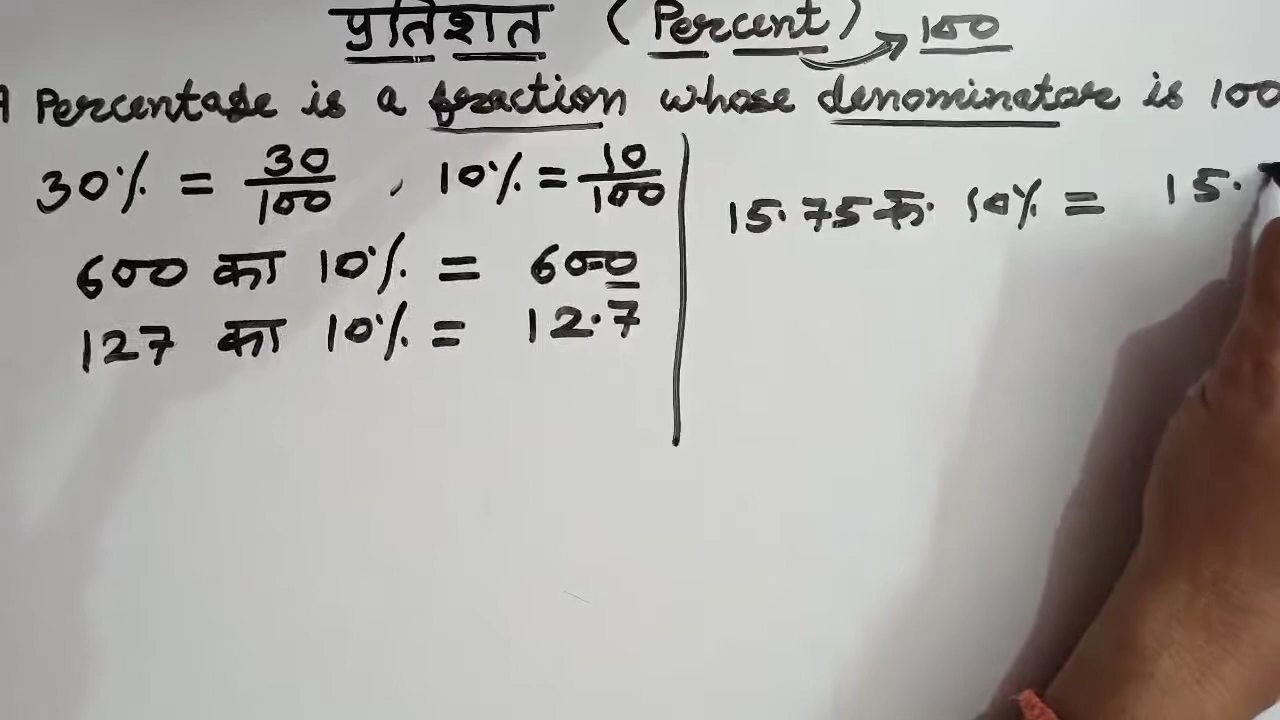 प्रतिशत (Percent) → 100
A Percentage is a fraction whose denominator is 100
30% = 30/100 , 10% = 10/100
600 का 10% = 60.0
127 का 10% = 12.7
15.75 का 10% = 15.